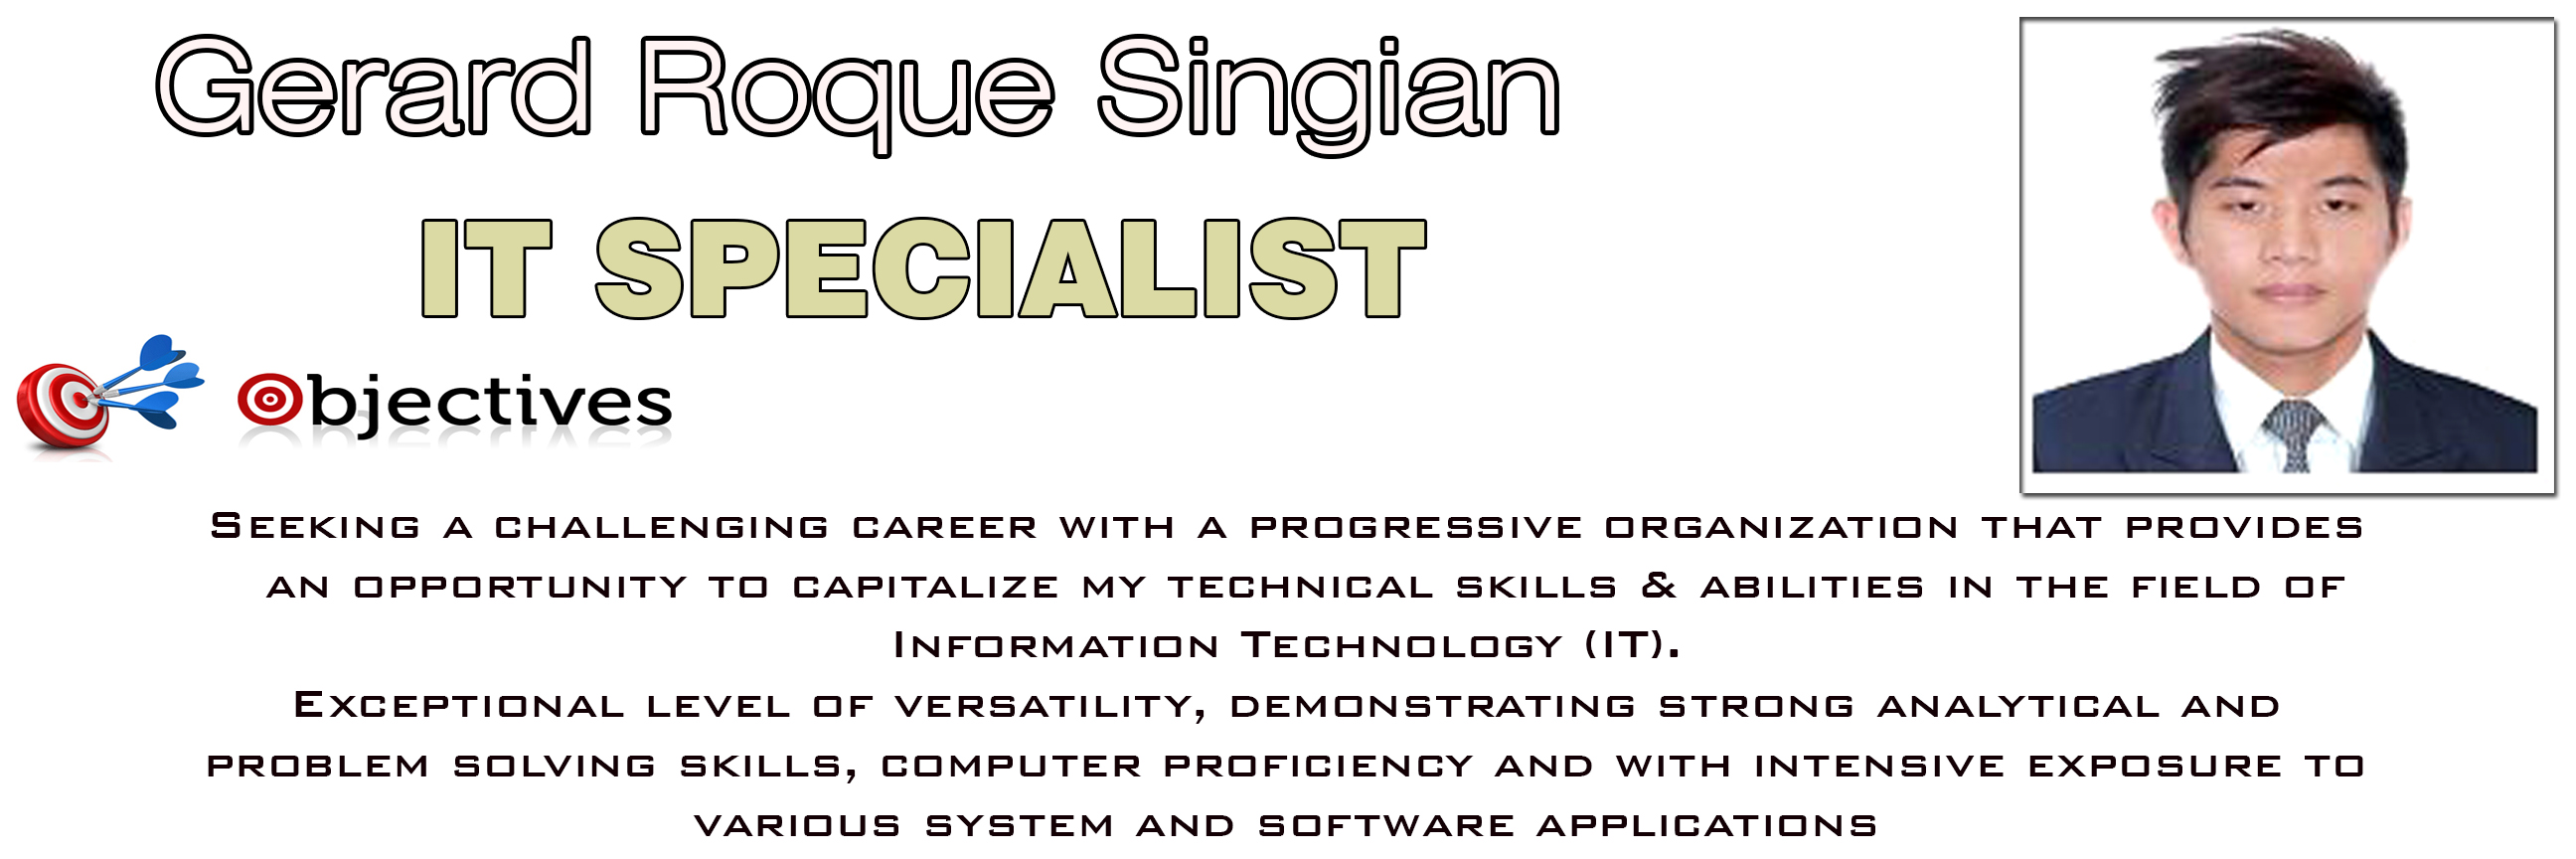 Gerard Roque Singian
IT SPECIALIST
Objectives
Seeking a challenging career with a progressive organization that provides
an opportunity to capitalize my technical skills & abilities in the field of
Information Technology (IT).
Exceptional level of versatility, demonstrating strong analytical and
problem solving skills, computer proficiency and with intensive exposure to
various system and software applications